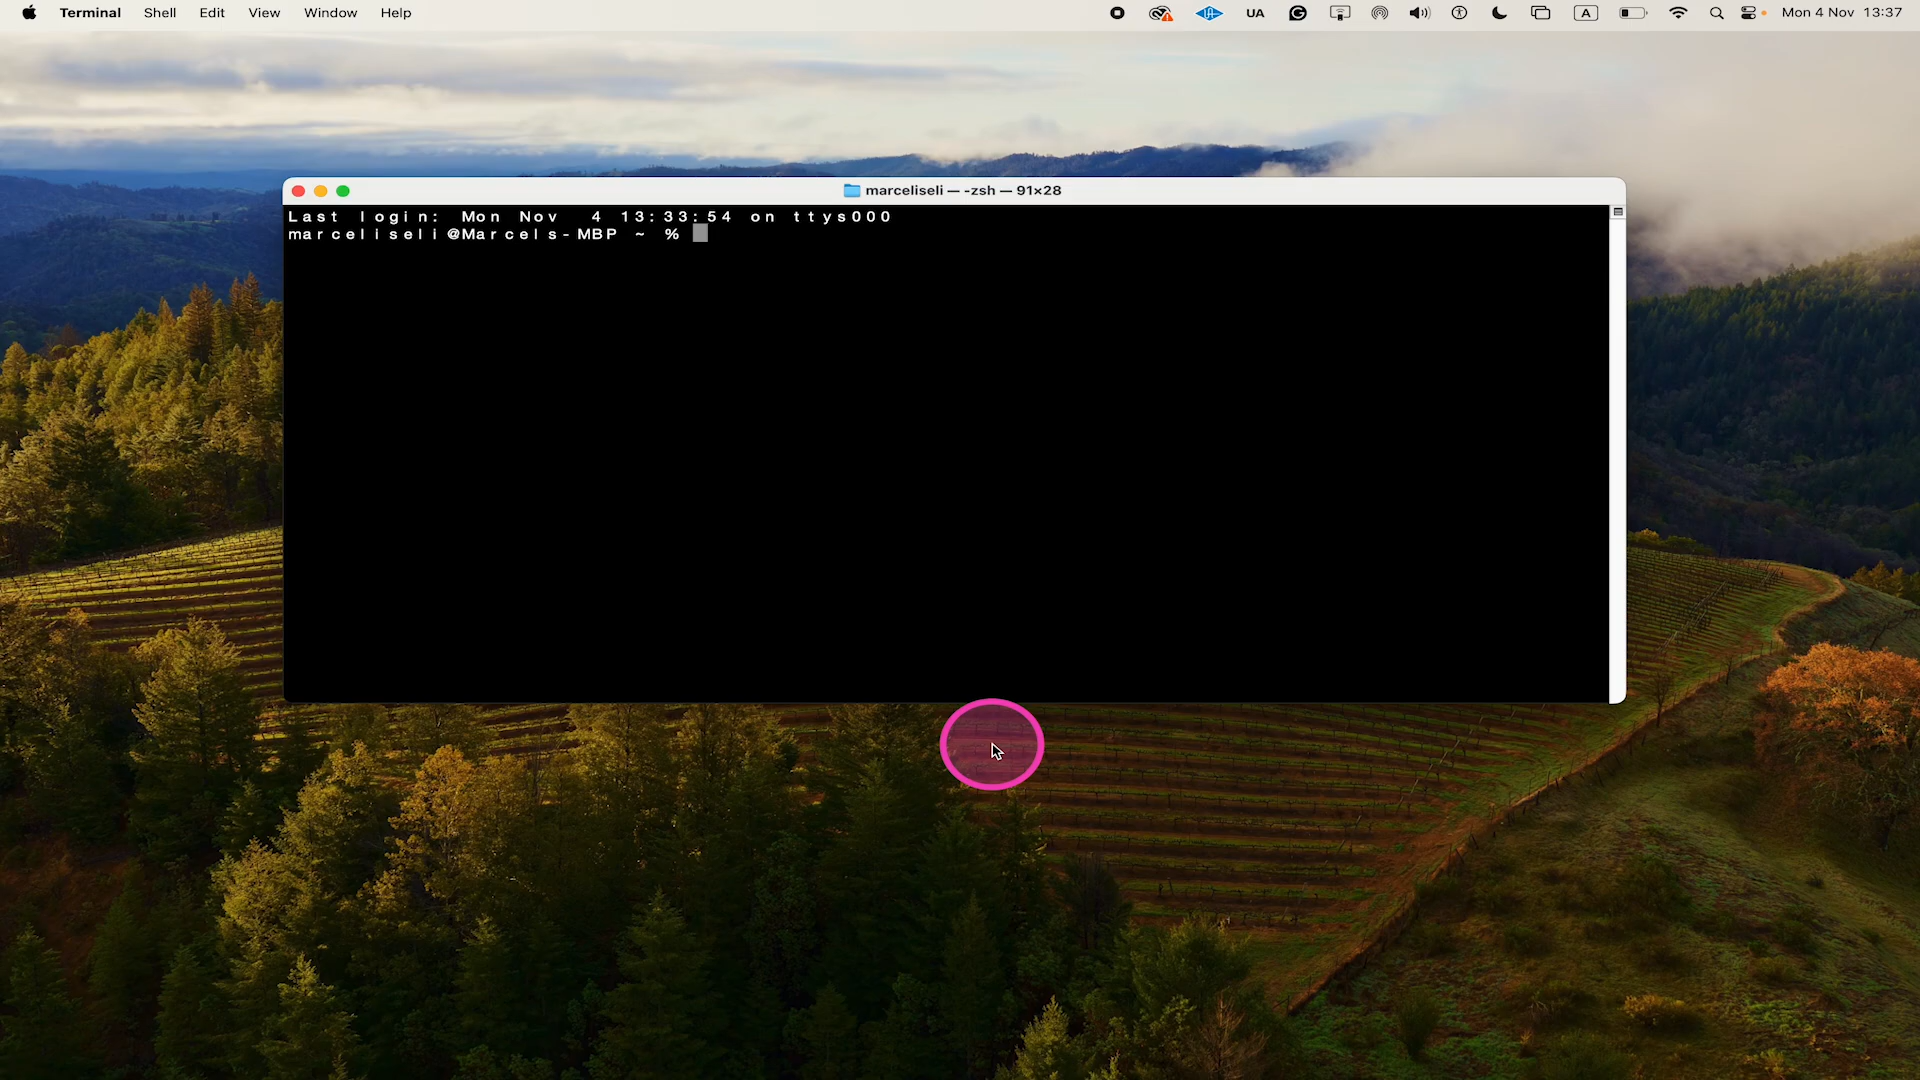 Terminal Shell Edit View Window Help UA A Mon 4 Nov 13:37
marceliseli — -zsh — 91×28
Last login: Mon Nov  4 13:33:54 on ttys000
marceliseli@Marcels-MBP ~ %